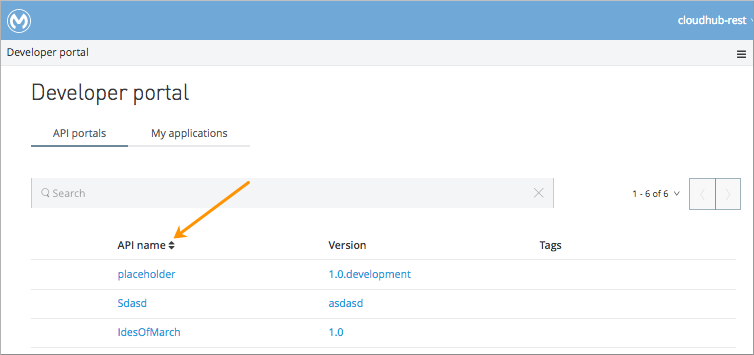 cloudhub-rest
Developer portal
Developer portal
API portals My applications
Search 1 - 6 of 6
API name Version Tags
placeholder 1.0.development
Sdasd asdasd
IdesOfMarch 1.0